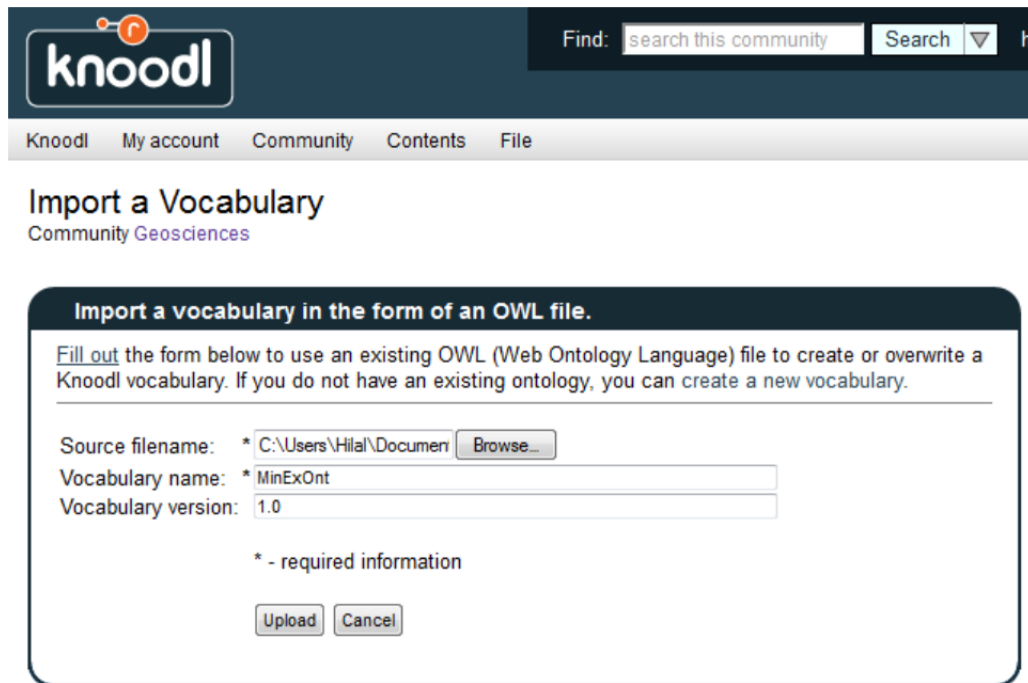 knoodl
Find: search this community Search h
Knoodl My account Community Contents File
Import a Vocabulary
Community Geosciences
Import a vocabulary in the form of an OWL file.
Fill out the form below to use an existing OWL (Web Ontology Language) file to create or overwrite a
Knoodl vocabulary. If you do not have an existing ontology, you can create a new vocabulary.
Source filename: * C:\Users\Hilal\Documen Browse...
Vocabulary name: * MinExOnt
Vocabulary version: 1.0
* - required information
Upload Cancel